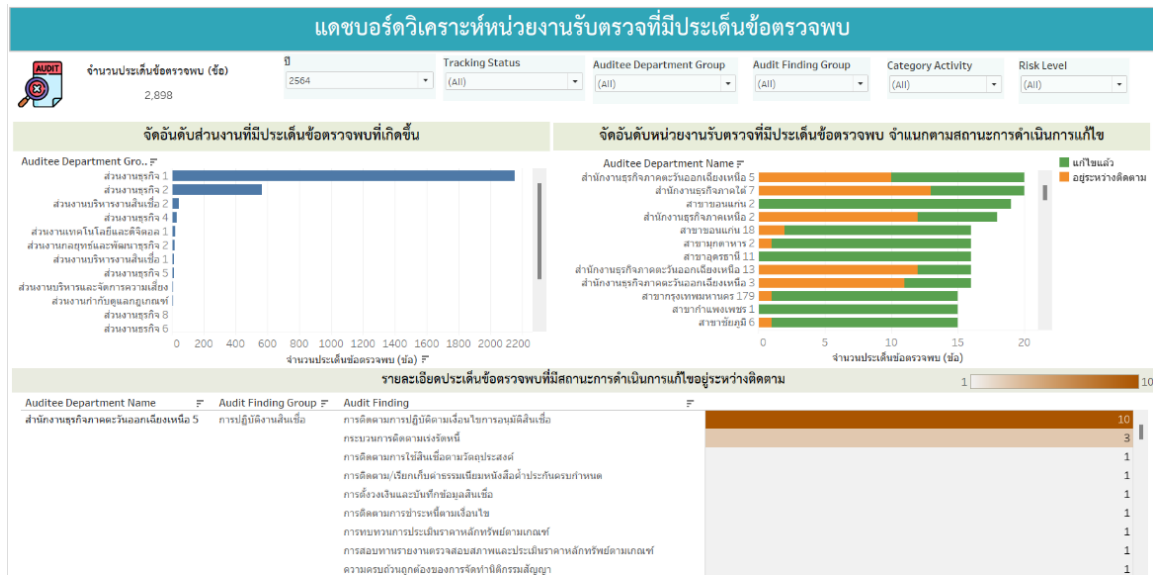 แดชบอร์ดวิเคราะห์หน่วยงานรับตรวจที่มีประเด็นข้อตรวจพบ
AUDIT
จำนวนประเด็นข้อตรวจพบ (ข้อ)
2,898
ปี
2564
Tracking Status
(All)
Auditee Department Group
(All)
Audit Finding Group
(All)
Category Activity
(All)
Risk Level
(All)
จัดอันดับส่วนงานที่มีประเด็นข้อตรวจพบที่เกิดขึ้น
Auditee Department Gro..
ส่วนงานธุรกิจ 1
ส่วนงานธุรกิจ 2
ส่วนงานบริหารงานสินเชื่อ 2
ส่วนงานธุรกิจ 4
ส่วนงานเทคโนโลยีและดิจิตอล 1
ส่วนงานกลยุทธ์และพัฒนาธุรกิจ 2
ส่วนงานบริหารงานสินเชื่อ 1
ส่วนงานธุรกิจ 5
ส่วนงานบริหารและจัดการความเสี่ยง
ส่วนงานกำกับดูแลกฎเกณฑ์
ส่วนงานธุรกิจ 8
ส่วนงานธุรกิจ 6
0 200 400 600 800 1000 1200 1400 1600 1800 2000 2200
จำนวนประเด็นข้อตรวจพบ (ข้อ)
จัดอันดับหน่วยงานรับตรวจที่มีประเด็นข้อตรวจพบ จำแนกตามสถานะการดำเนินการแก้ไข
Auditee Department Name
สำนักงานธุรกิจภาคตะวันออกเฉียงเหนือ 5
สำนักงานธุรกิจภาคใต้ 7
สาขาขอนแก่น 2
สำนักงานธุรกิจภาคเหนือ 2
สาขาขอนแก่น 18
สาขามุกดาหาร 2
สาขาอุดรธานี 11
สำนักงานธุรกิจภาคตะวันออกเฉียงเหนือ 13
สำนักงานธุรกิจภาคตะวันออกเฉียงเหนือ 3
สาขากรุงเทพมหานคร 179
สาขากำแพงเพชร 1
สาขาชัยภูมิ 6
0 5 10 15 20
จำนวนประเด็นข้อตรวจพบ (ข้อ)
แก้ไขแล้ว
อยู่ระหว่างติดตาม
รายละเอียดประเด็นข้อตรวจพบที่มีสถานะการดำเนินการแก้ไขอยู่ระหว่างติดตาม
1 10
Auditee Department Name Audit Finding Group Audit Finding
สำนักงานธุรกิจภาคตะวันออกเฉียงเหนือ 5 การปฏิบัติงานสินเชื่อ การติดตามการปฏิบัติตามเงื่อนไขการอนุมัติสินเชื่อ 10
กระบวนการติดตามเร่งรัดหนี้ 3
การติดตามการใช้สินเชื่อตามวัตถุประสงค์ 1
การติดตาม/เรียกเก็บค่าธรรมเนียมหนังสือค้ำประกันครบกำหนด 1
การตั้งวงเงินและบันทึกข้อมูลสินเชื่อ 1
การติดตามการชำระหนี้ตามเงื่อนไข 1
การทบทวนการประเมินราคาหลักทรัพย์ตามเกณฑ์ 1
การสอบทานรายงานตรวจสอบสภาพและประเมินราคาหลักทรัพย์ตามเกณฑ์ 1
ความครบถ้วนถูกต้องของการจัดทำนิติกรรมสัญญา 1